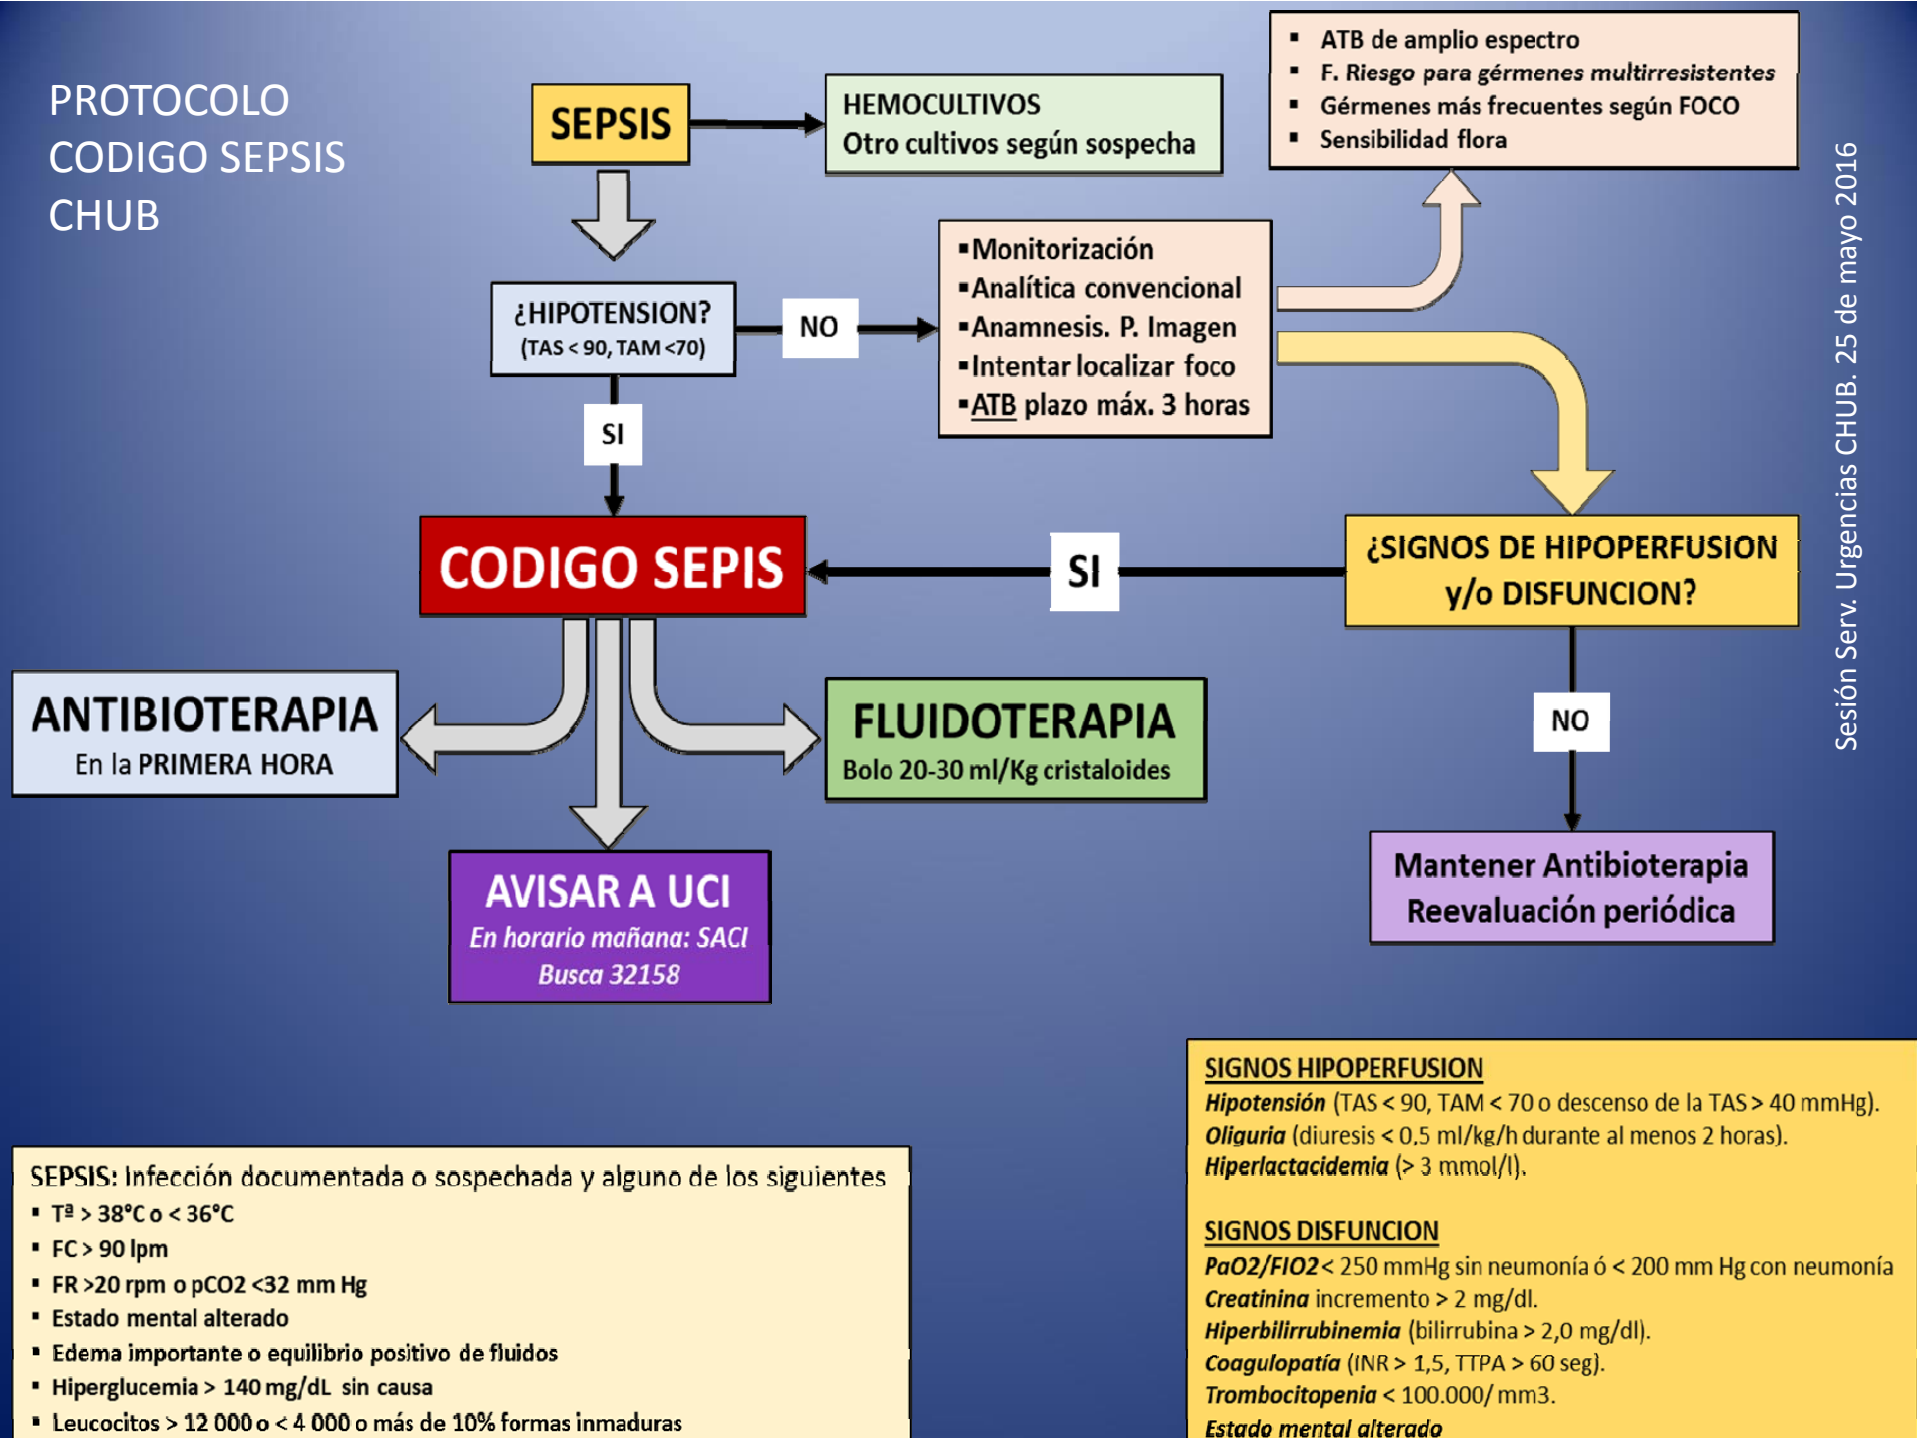 PROTOCOLO
CODIGO SEPSIS
CHUB
SEPSIS
HEMOCULTIVOS
Otro cultivos según sospecha
▪ ATB de amplio espectro
▪ F. Riesgo para gérmenes multirresistentes
▪ Gérmenes más frecuentes según FOCO
▪ Sensibilidad flora
¿HIPOTENSION?
(TAS < 90, TAM <70)
NO
▪Monitorización
▪Analítica convencional
▪Anamnesis. P. Imagen
▪Intentar localizar foco
▪ATB plazo máx. 3 horas
SI
CODIGO SEPIS
SI
¿SIGNOS DE HIPOPERFUSION
y/o DISFUNCION?
NO
Mantener Antibioterapia
Reevaluación periódica
ANTIBIOTERAPIA
En la PRIMERA HORA
FLUIDOTERAPIA
Bolo 20-30 ml/Kg cristaloides
AVISAR A UCI
En horario mañana: SACI
Busca 32158
Sesión Serv. Urgencias CHUB. 25 de mayo 2016
SEPSIS: Infección documentada o sospechada y alguno de los siguientes
▪ Tª > 38°C o < 36°C
▪ FC > 90 lpm
▪ FR >20 rpm o pCO2 <32 mm Hg
▪ Estado mental alterado
▪ Edema importante o equilibrio positivo de fluidos
▪ Hiperglucemia > 140 mg/dL sin causa
▪ Leucocitos > 12 000 o < 4 000 o más de 10% formas inmaduras
SIGNOS HIPOPERFUSION
Hipotensión (TAS < 90, TAM < 70 o descenso de la TAS > 40 mmHg).
Oliguria (diuresis < 0,5 ml/kg/h durante al menos 2 horas).
Hiperlactacidemia (> 3 mmol/l).
SIGNOS DISFUNCION
PaO2/FIO2 < 250 mmHg sin neumonía ó < 200 mm Hg con neumonía
Creatinina incremento > 2 mg/dl.
Hiperbilirrubinemia (bilirrubina > 2,0 mg/dl).
Coagulopatía (INR > 1,5, TTPA > 60 seg).
Trombocitopenia < 100.000/ mm3.
Estado mental alterado